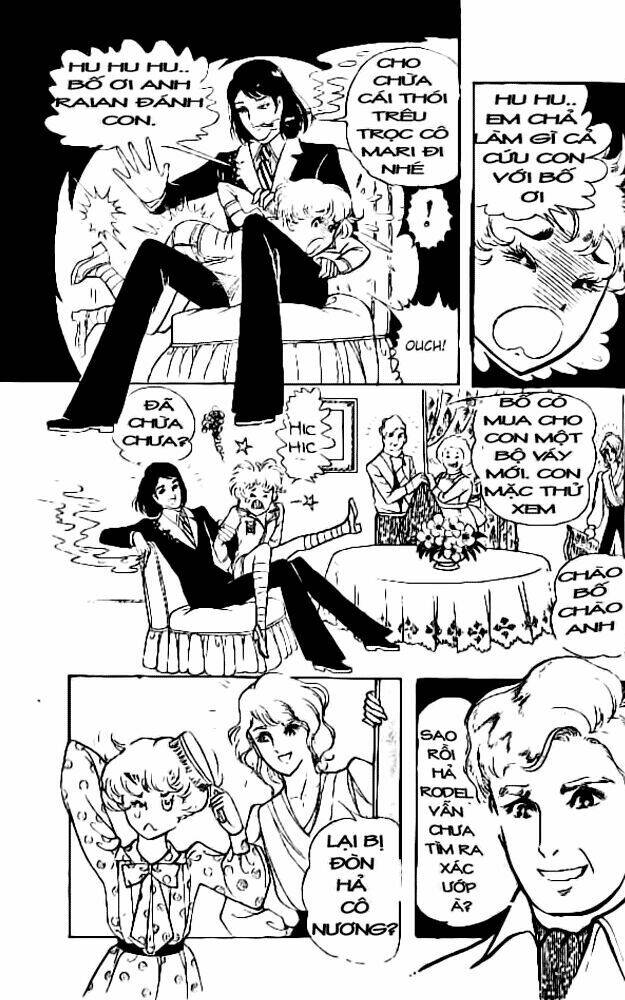 HU HU HU..
BỐ ƠI ANH
RAIAN ĐÁNH
CON.
CHO
CHỪA
CÁI THÓI
TRÊU
TRỌC CÔ
MARI ĐI
NHÉ
!
OUCH!
HU HU..
EM CHẢ
LÀM GÌ CẢ
CỨU CON
VỚI BỐ
ƠI
ĐÃ
CHỪA
CHƯA?
HIC
HIC
BỐ CÓ
MUA CHO
CON MỘT
BỘ VÁY
MỚI. CON
MẶC THỬ
XEM
CHÀO
BỐ
CHÀO
ANH
LẠI BỊ
ĐÒN
HẢ
CÔ
NƯƠNG?
SAO
RỒI
HẢ
RODEL
VẪN
CHƯA
TÌM RA
XÁC
ƯỚP
À?